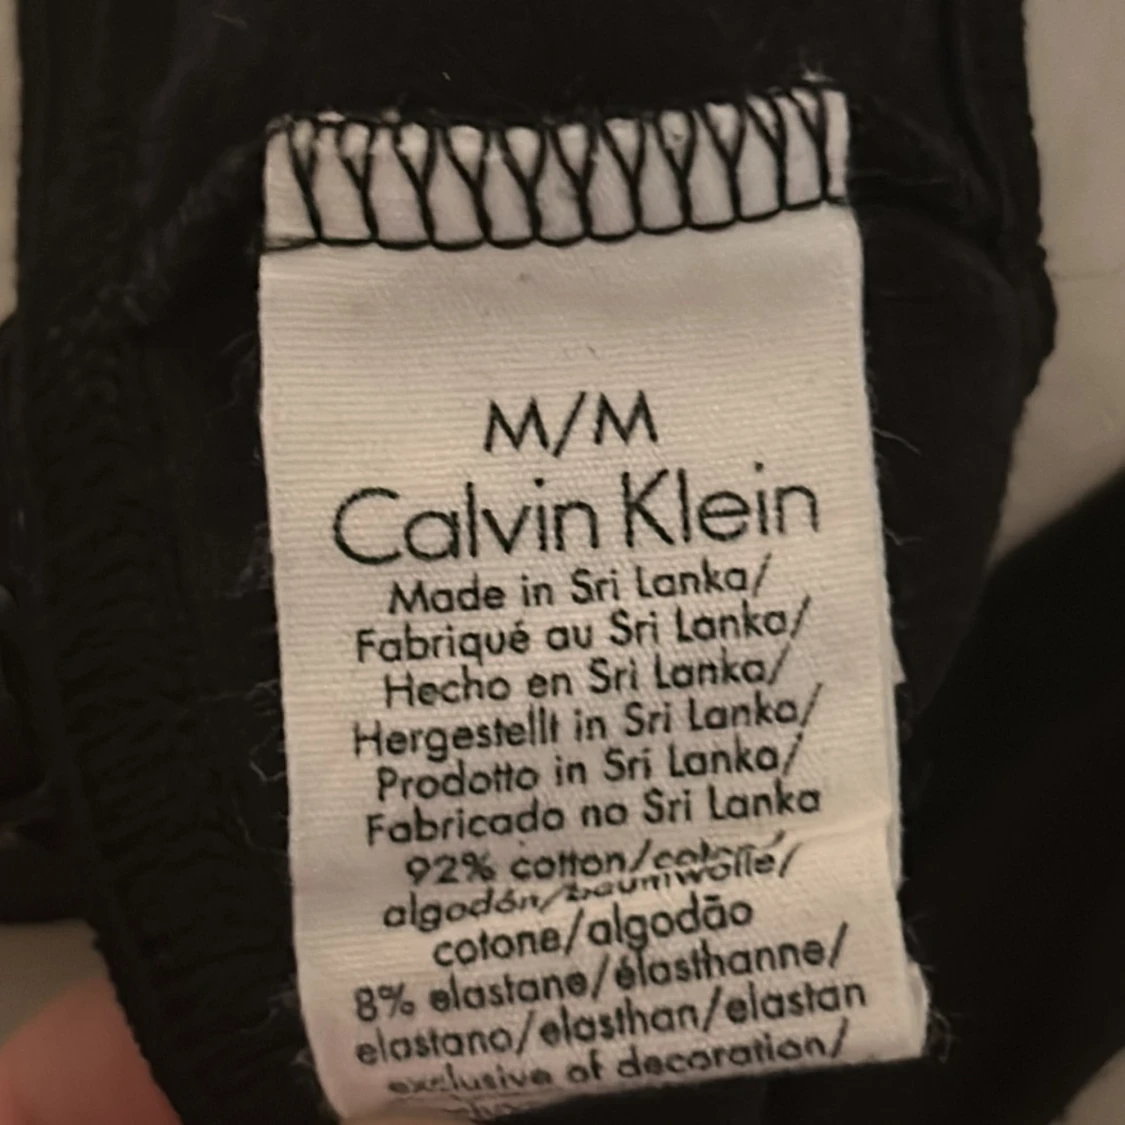 M/M
Calvin Klein
Made in Sri Lanka/
Fabriqué au Sri Lanka/
Hecho en Sri Lanka/
Hergestellt in Sri Lanka/
Prodotto in Sri Lanka/
Fabricado no Sri Lanka
92% cotton/
algodón/baumwolle/
cotone/algodão
8% elastane/élasthanne/
elastano/elasthan/elastan
exclusive of decoration/